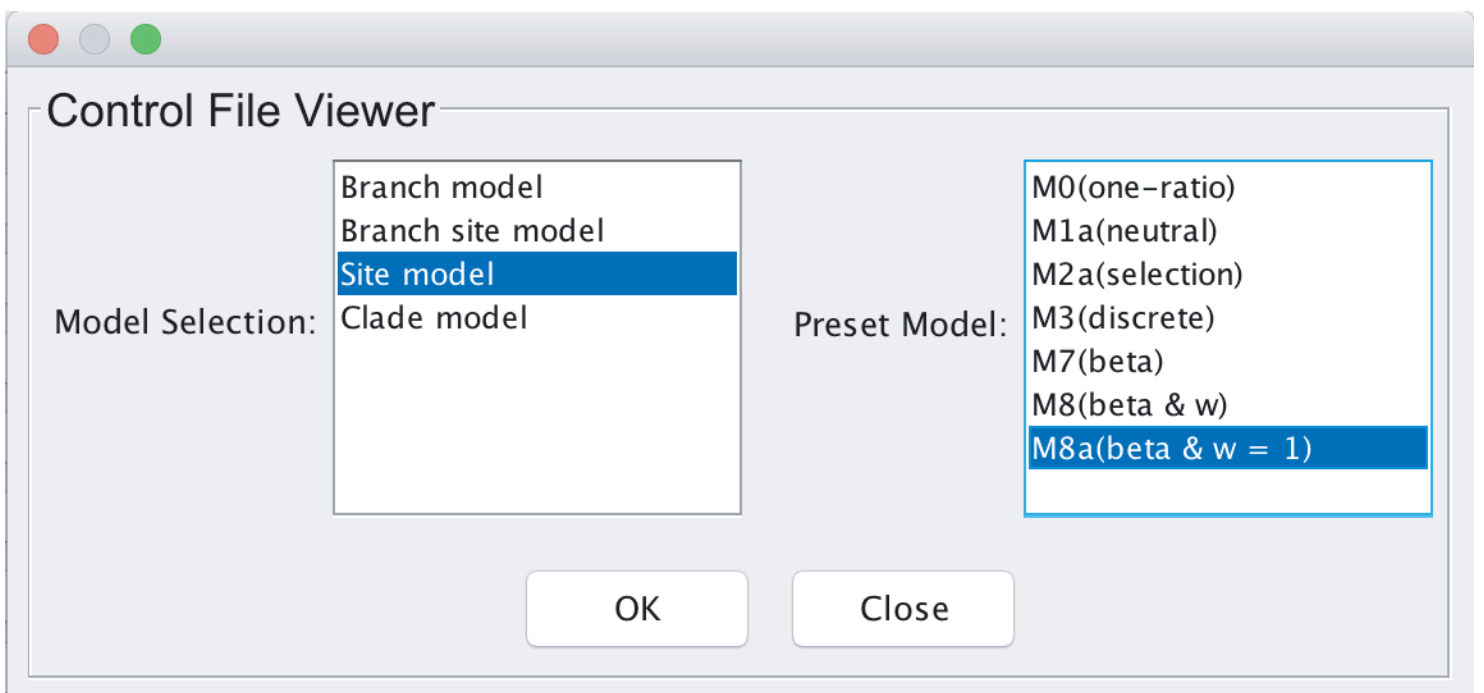 Control File Viewer
Model Selection:
Branch model
Branch site model
Site model
Clade model
Preset Model:
M0(one-ratio)
M1a(neutral)
M2a(selection)
M3(discrete)
M7(beta)
M8(beta & w)
M8a(beta & w = 1)
OK
Close